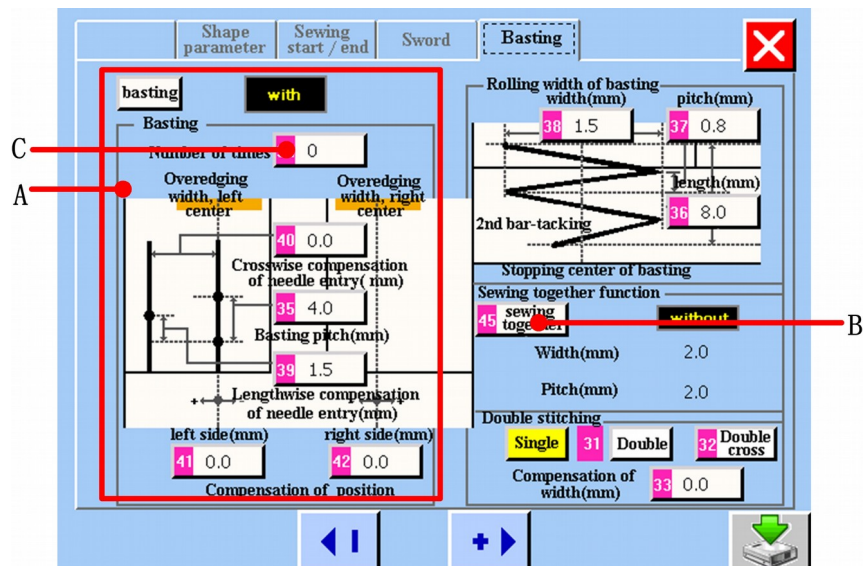 Shape
parameter
Sewing
start / end
Sword
Basting
basting
with
Basting
Number of times
0
Overedging
width, left
center
Overedging
width, right
center
40 0.0
Crosswise compensation
of needle entry( mm)
35 4.0
Basting pitch(mm)
39 1.5
Lengthwise compensation
of needle entry(mm)
left side(mm)
right side(mm)
41 0.0
42 0.0
Compensation of position
Rolling width of basting
width(mm)
pitch(mm)
38 1.5
37 0.8
length(mm)
36 8.0
2nd bar-tacking
Stopping center of basting
Sewing together function
45 sewing
together
without
Width(mm) 2.0
Pitch(mm) 2.0
Double stitching
Single
31 Double
32 Double
cross
Compensation of
width(mm)
33 0.0
C
A
B